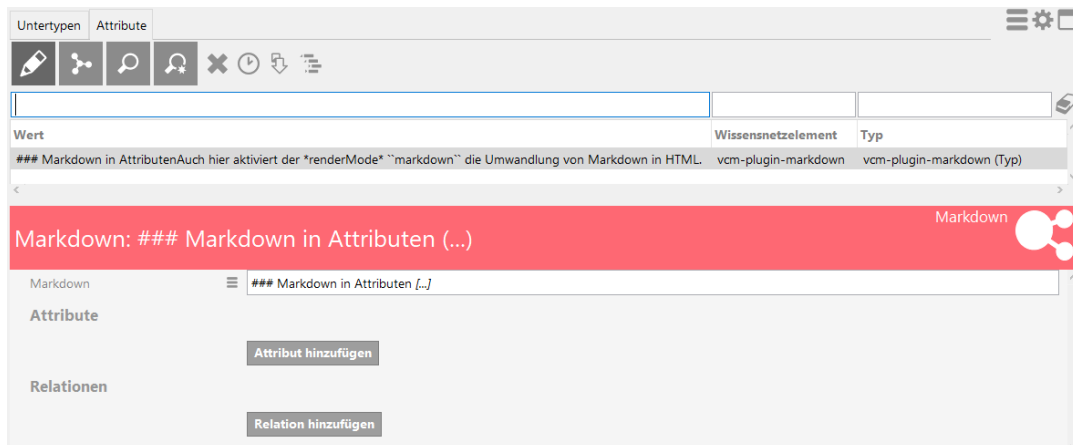 Untertypen Attribute
Wert Wissensnetzelement Typ
### Markdown in AttributenAuch hier aktiviert der *renderMode* ``markdown`` die Umwandlung von Markdown in HTML. vcm-plugin-markdown vcm-plugin-markdown (Typ)
Markdown
Markdown: ### Markdown in Attributen (...)
Markdown ### Markdown in Attributen [...]
Attribute
Attribut hinzufügen
Relationen
Relation hinzufügen